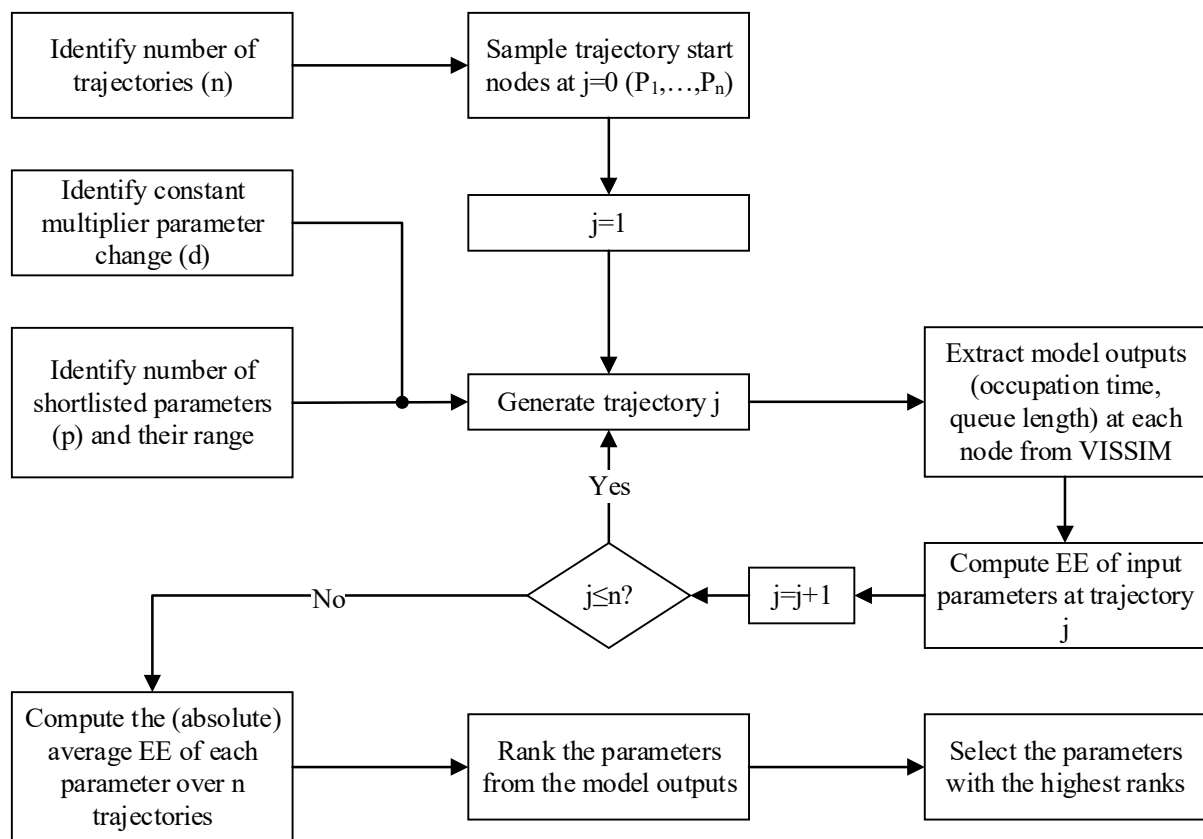 Identify number of
trajectories (n)
Sample trajectory start
nodes at j=0 (P₁,…,Pₙ)
Identify constant
multiplier parameter
change (d)
j=1
Identify number of
shortlisted parameters
(p) and their range
Generate trajectory j
Extract model outputs
(occupation time,
queue length) at each
node from VISSIM
Yes
Compute EE of input
parameters at trajectory
j
j=j+1
j≤n?
No
Compute the (absolute)
average EE of each
parameter over n
trajectories
Rank the parameters
from the model outputs
Select the parameters
with the highest ranks